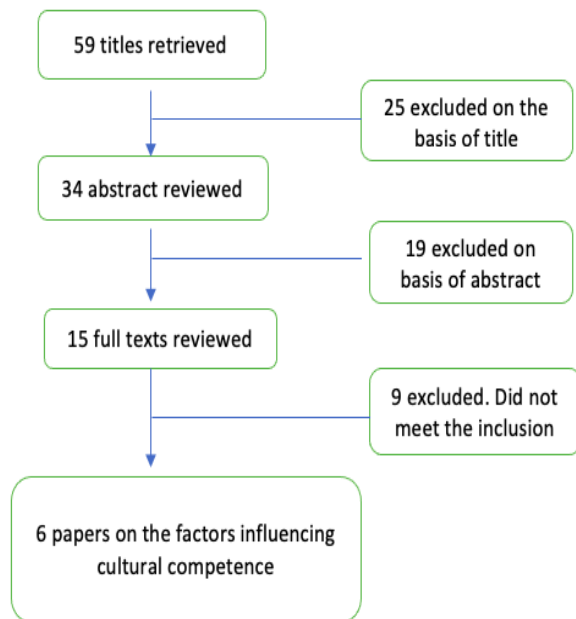 59 titles retrieved
25 excluded on the
basis of title
34 abstract reviewed
19 excluded on
basis of abstract
15 full texts reviewed
9 excluded. Did not
meet the inclusion
6 papers on the factors influencing
cultural competence